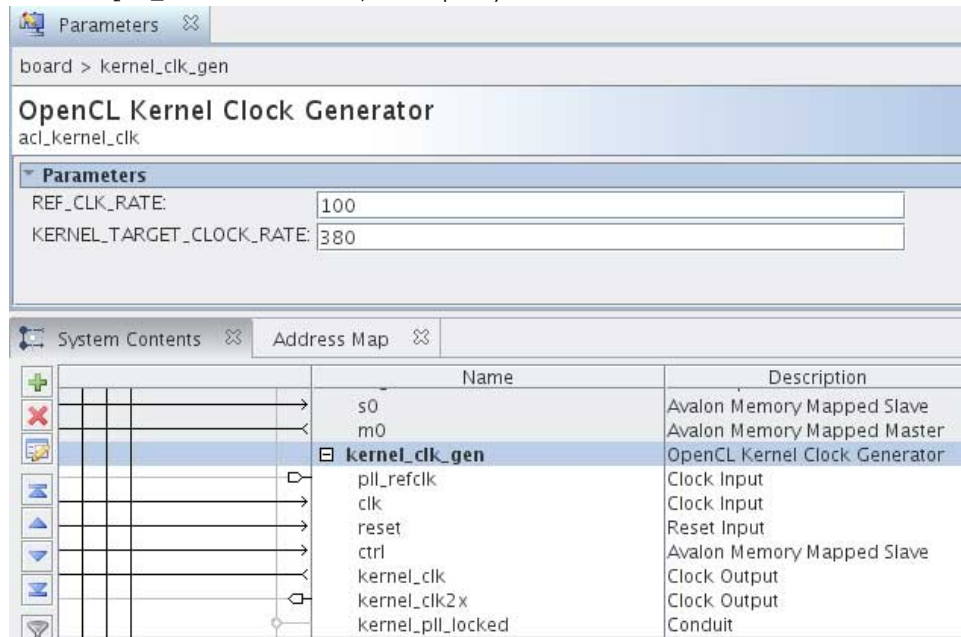 Parameters
board > kernel_clk_gen
OpenCL Kernel Clock Generator
acl_kernel_clk
Parameters
REF_CLK_RATE: 100
KERNEL_TARGET_CLOCK_RATE: 380
System Contents Address Map
Name Description
s0 Avalon Memory Mapped Slave
m0 Avalon Memory Mapped Master
kernel_clk_gen OpenCL Kernel Clock Generator
pll_refclk Clock Input
clk Clock Input
reset Reset Input
ctrl Avalon Memory Mapped Slave
kernel_clk Clock Output
kernel_clk2x Clock Output
kernel_pll_locked Conduit